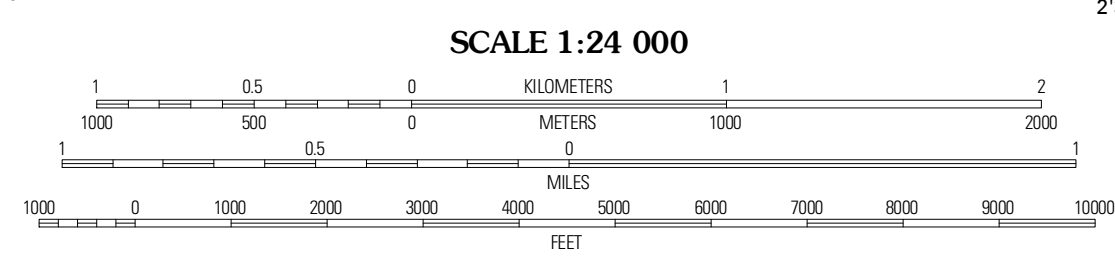 2'
SCALE 1:24 000
1 0.5 0 KILOMETERS 1 2
1000 500 0 METERS 1000 2000
1 0.5 0 1
MILES
1000 0 1000 2000 3000 4000 5000 6000 7000 8000 9000 10000
FEET